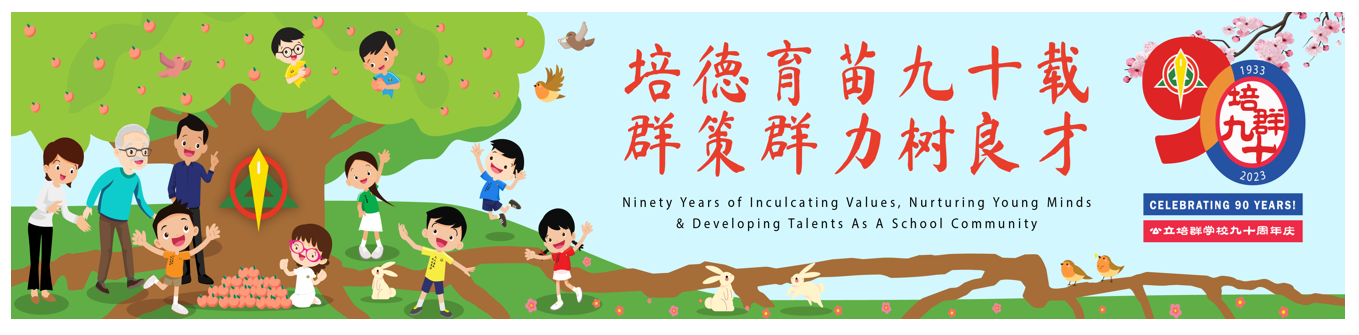 培德育苗九十载
群策群力树良才
Ninety Years of Inculcating Values, Nurturing Young Minds
& Developing Talents As A School Community
1933
培群
九十
2023
CELEBRATING 90 YEARS!
公立培群学校九十周年庆